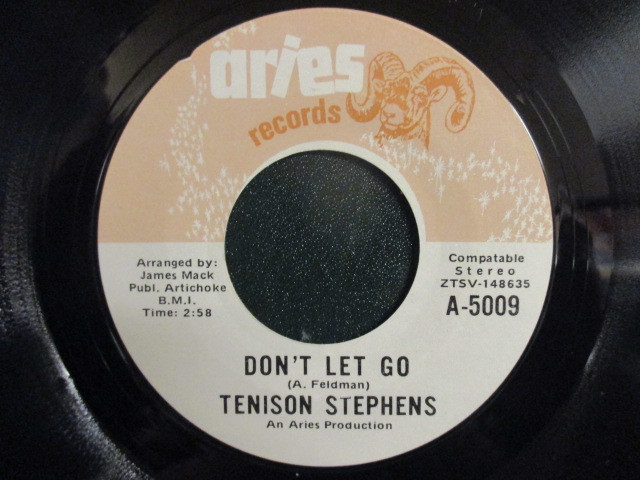 aries
records
Arranged by:
James Mack
Publ. Artichoke
B.M.I.
Time: 2:58
Compatable
Stereo
ZTSV-148635
A-5009
DON'T LET GO
(A. Feldman)
TENISON STEPHENS
An Aries Production